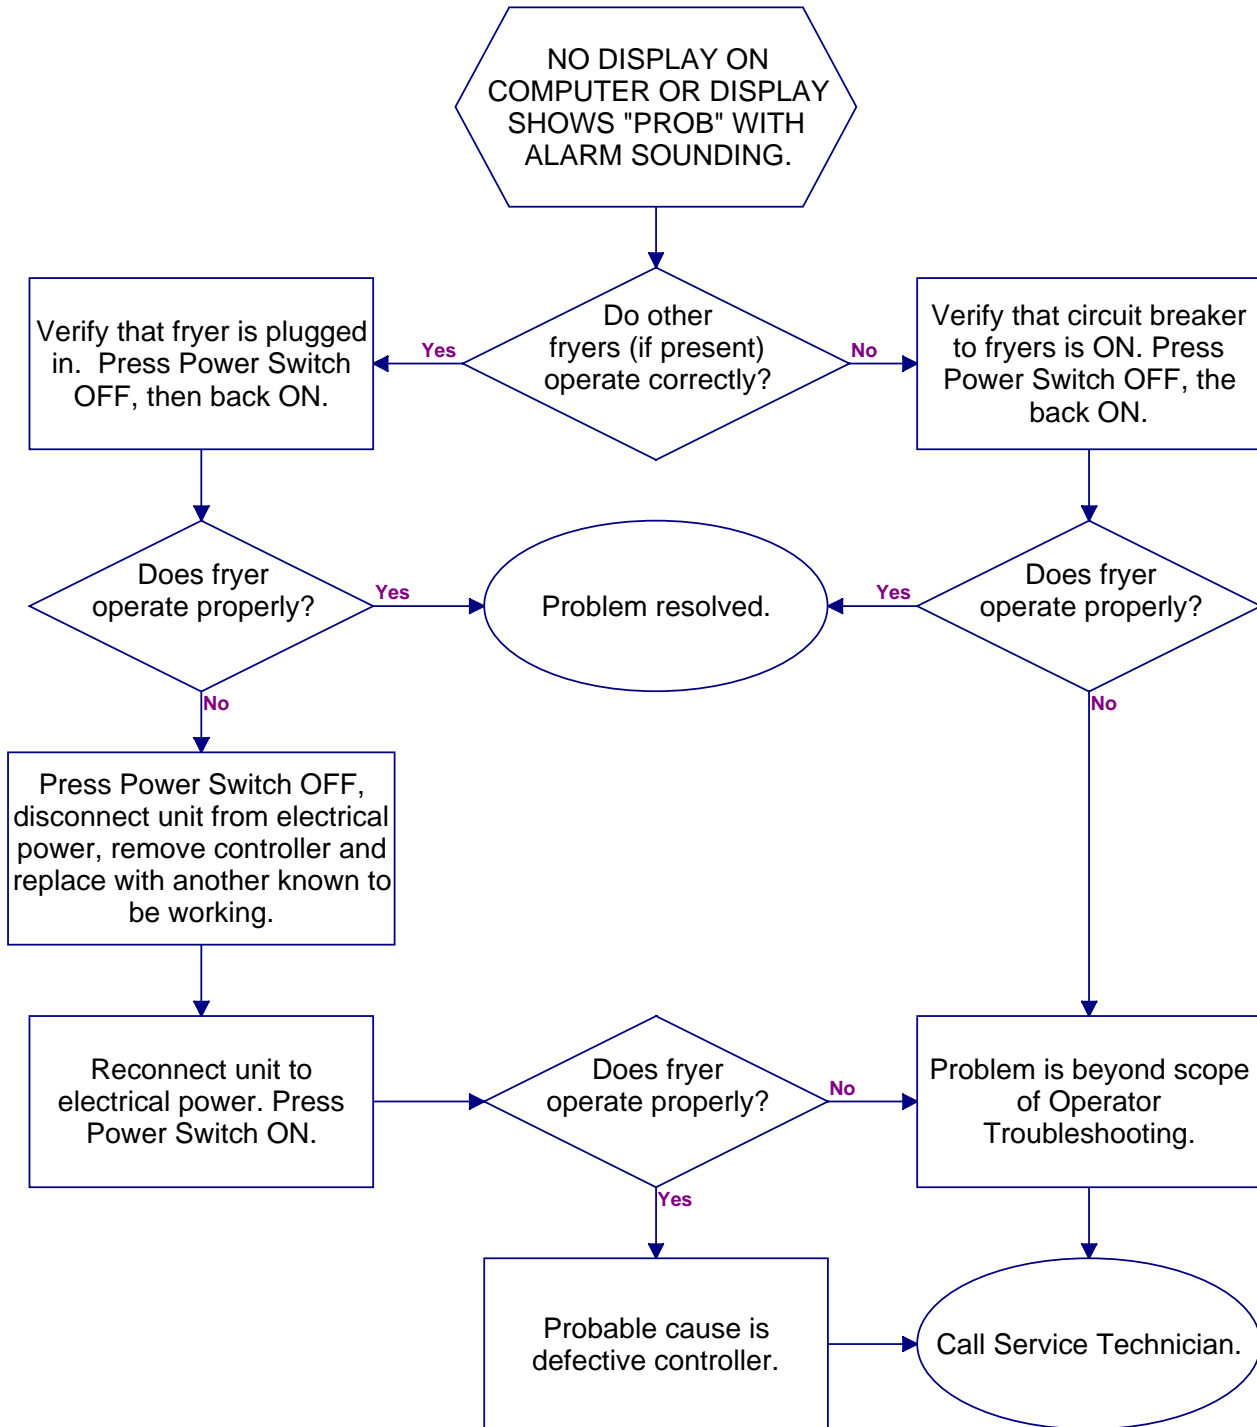 NO DISPLAY ON
COMPUTER OR DISPLAY
SHOWS "PROB" WITH
ALARM SOUNDING.
Do other
fryers (if present)
operate correctly?
Yes
No
Verify that fryer is plugged
in.  Press Power Switch
OFF, then back ON.
Verify that circuit breaker
to fryers is ON. Press
Power Switch OFF, the
back ON.
Does fryer
operate properly?
Yes
Problem resolved.
Yes
Does fryer
operate properly?
No
No
Press Power Switch OFF,
disconnect unit from electrical
power, remove controller and
replace with another known to
be working.
Reconnect unit to
electrical power. Press
Power Switch ON.
Does fryer
operate properly?
No
Problem is beyond scope
of Operator
Troubleshooting.
Yes
Probable cause is
defective controller.
Call Service Technician.